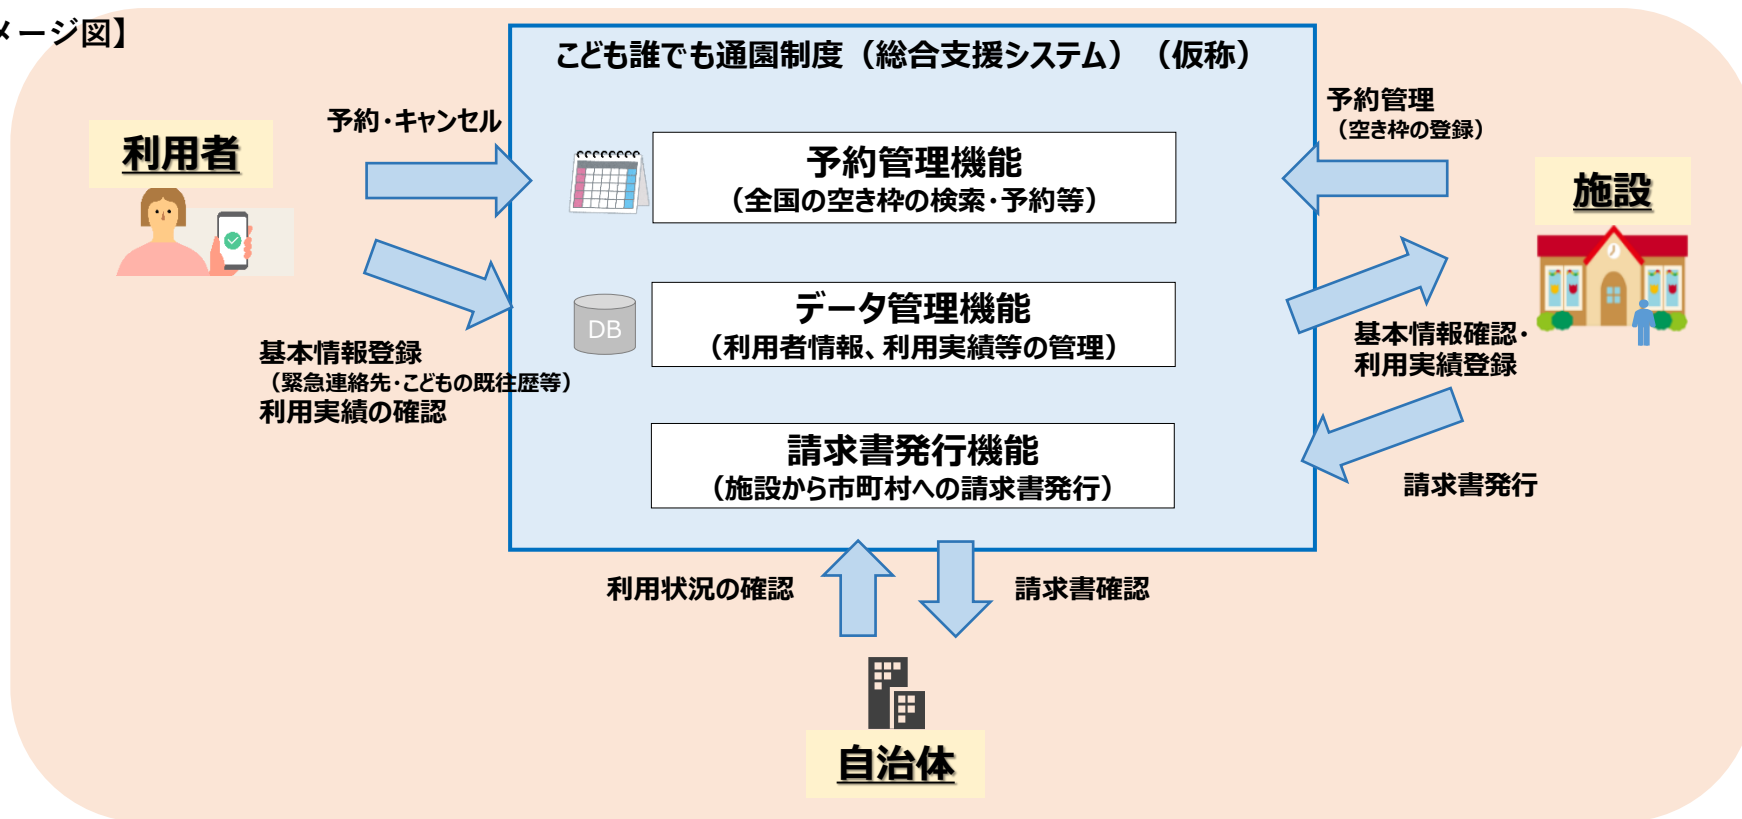 メージ図】
こども誰でも通園制度（総合支援システム）（仮称）
利用者
予約・キャンセル
予約管理機能
（全国の空き枠の検索・予約等）
予約管理
（空き枠の登録）
施設
基本情報登録
（緊急連絡先・こどもの既往歴等）
利用実績の確認
DB
データ管理機能
（利用者情報、利用実績等の管理）
基本情報確認・
利用実績登録
請求書発行機能
（施設から市町村への請求書発行）
請求書発行
利用状況の確認
請求書確認
自治体